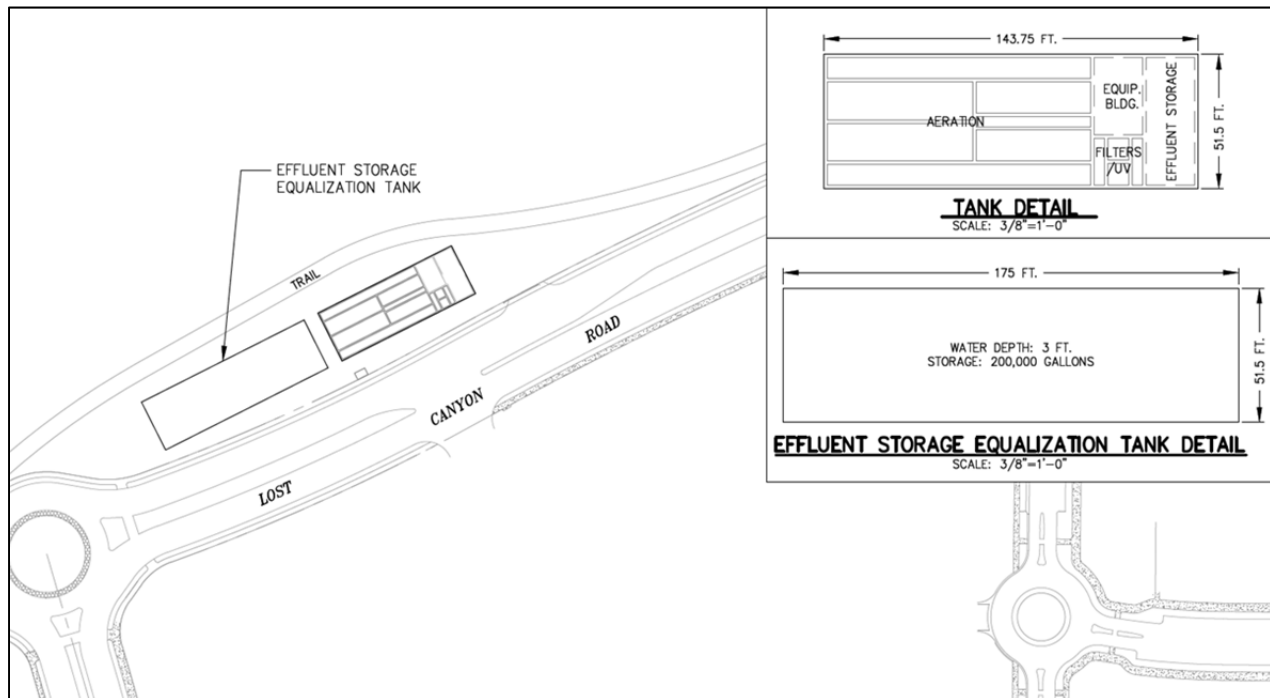 EFFLUENT STORAGE
EQUALIZATION TANK
TRAIL
LOST
CANYON
ROAD
143.75 FT.
51.5 FT.
AERATION
EQUIP.
BLDG.
FILTERS
/UV
EFFLUENT STORAGE
TANK DETAIL
SCALE: 3/8"=1'-0"
175 FT.
51.5 FT.
WATER DEPTH: 3 FT.
STORAGE: 200,000 GALLONS
EFFLUENT STORAGE EQUALIZATION TANK DETAIL
SCALE: 3/8"=1'-0"